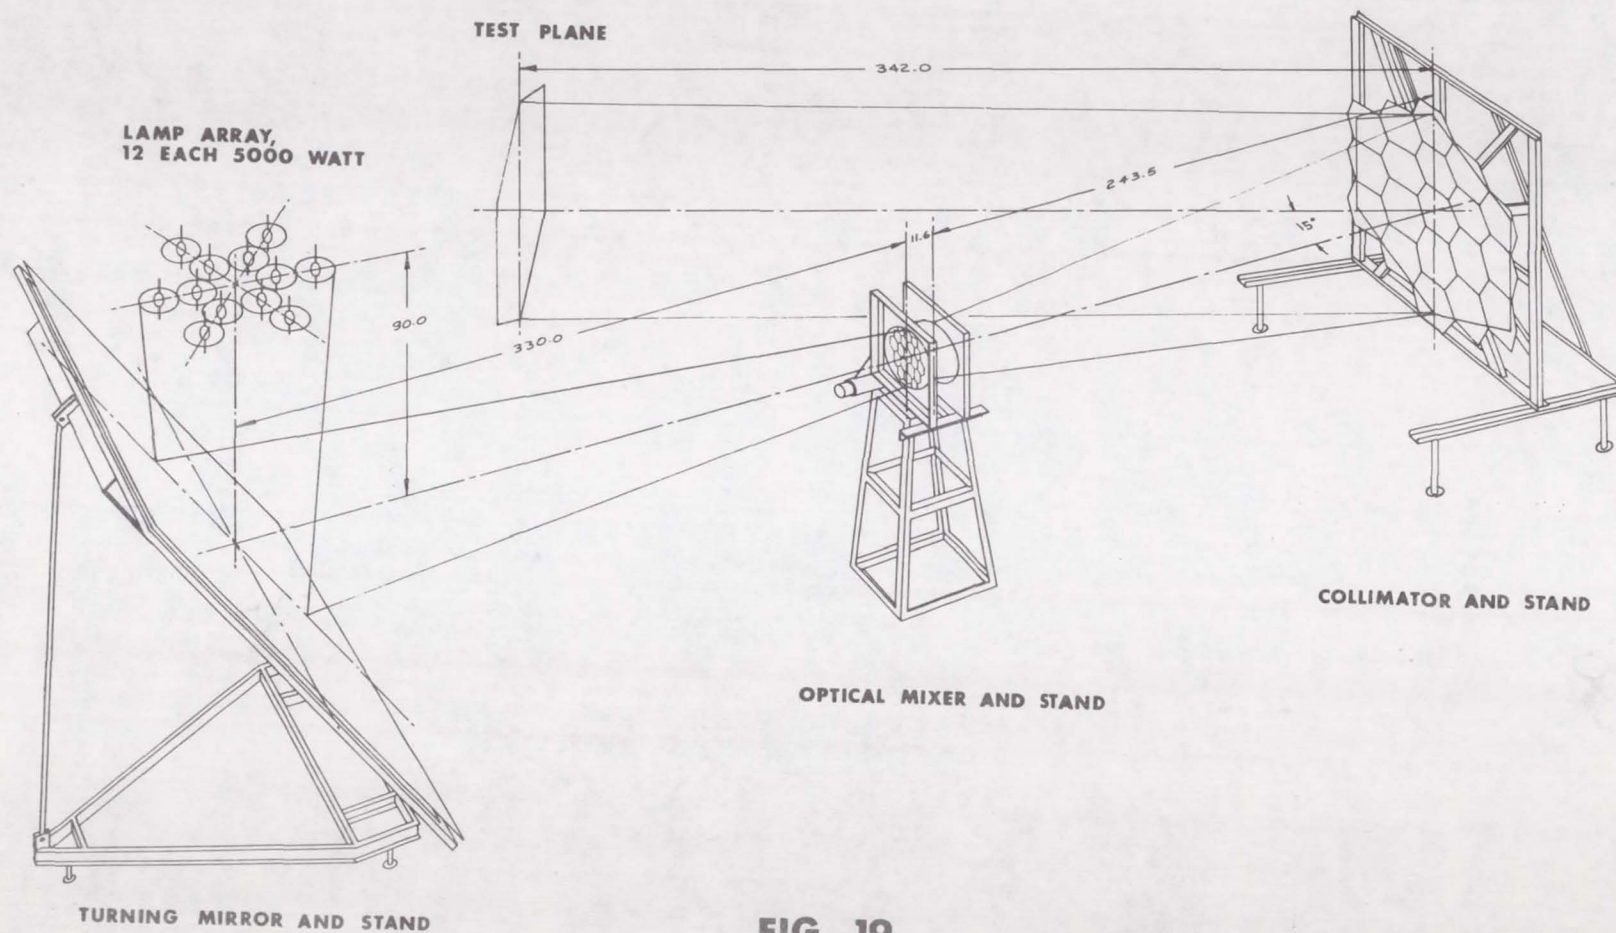 TEST PLANE
342.0
LAMP ARRAY,
12 EACH 5000 WATT
243.5
15°
11.6
90.0
330.0
COLLIMATOR AND STAND
OPTICAL MIXER AND STAND
TURNING MIRROR AND STAND
FIG. 19